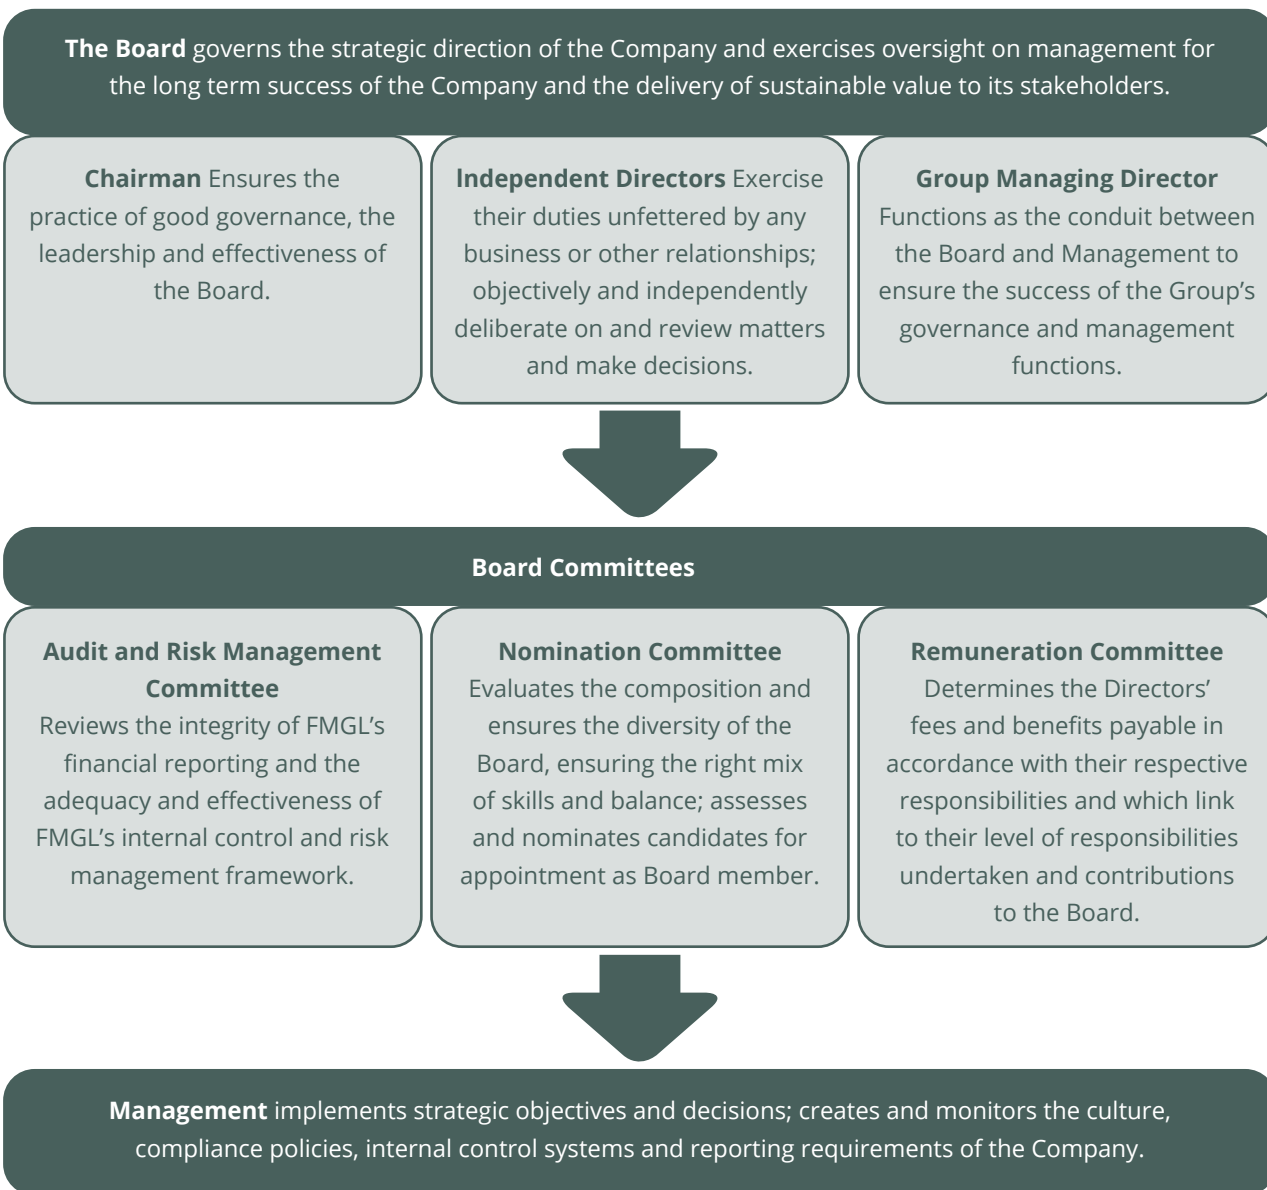 The Board governs the strategic direction of the Company and exercises oversight on management for
the long term success of the Company and the delivery of sustainable value to its stakeholders.
Chairman Ensures the
practice of good governance, the
leadership and effectiveness of
the Board.
Independent Directors Exercise
their duties unfettered by any
business or other relationships;
objectively and independently
deliberate on and review matters
and make decisions.
Group Managing Director
Functions as the conduit between
the Board and Management to
ensure the success of the Group’s
governance and management
functions.
Board Committees
Audit and Risk Management
Committee
Reviews the integrity of FMGL’s
financial reporting and the
adequacy and effectiveness of
FMGL’s internal control and risk
management framework.
Nomination Committee
Evaluates the composition and
ensures the diversity of the
Board, ensuring the right mix
of skills and balance; assesses
and nominates candidates for
appointment as Board member.
Remuneration Committee
Determines the Directors’
fees and benefits payable in
accordance with their respective
responsibilities and which link
to their level of responsibilities
undertaken and contributions
to the Board.
Management implements strategic objectives and decisions; creates and monitors the culture,
compliance policies, internal control systems and reporting requirements of the Company.